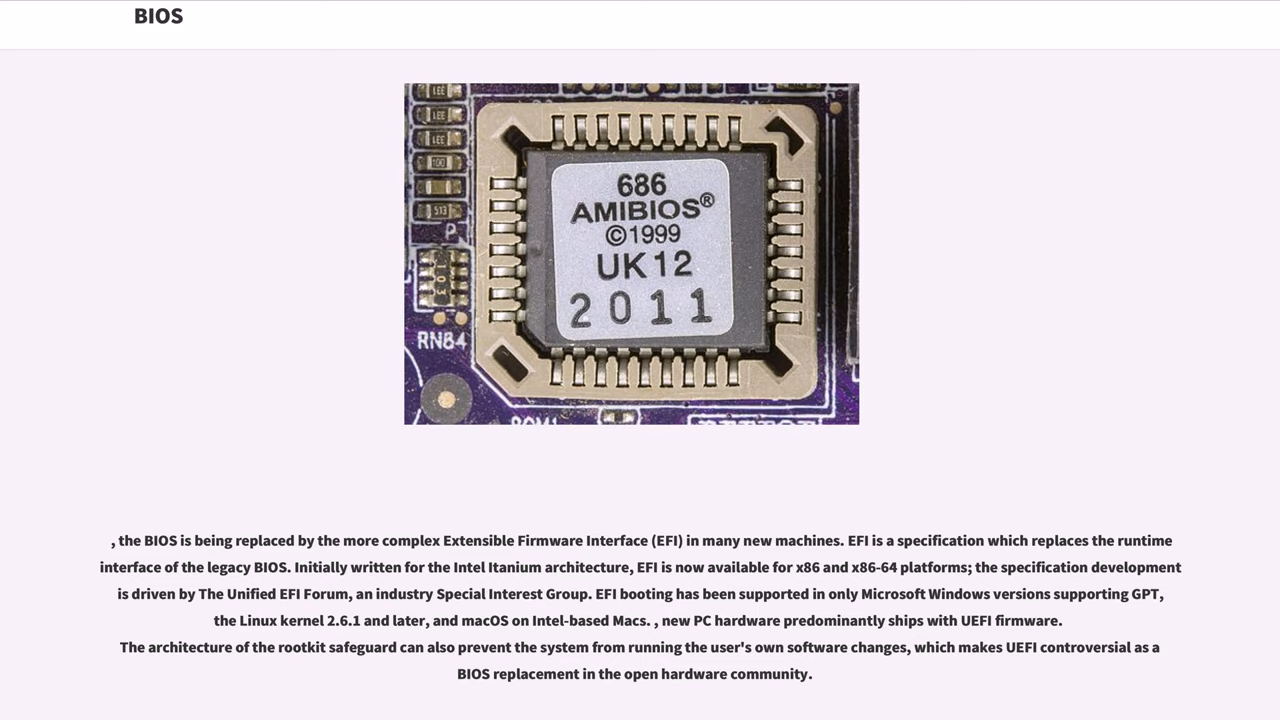 BIOS
133
133
133
100
513
P
103
RN84
686
AMIBIOS®
©1999
UK12
2011
, the BIOS is being replaced by the more complex Extensible Firmware Interface (EFI) in many new machines. EFI is a specification which replaces the runtime
interface of the legacy BIOS. Initially written for the Intel Itanium architecture, EFI is now available for x86 and x86-64 platforms; the specification development
is driven by The Unified EFI Forum, an industry Special Interest Group. EFI booting has been supported in only Microsoft Windows versions supporting GPT,
the Linux kernel 2.6.1 and later, and macOS on Intel-based Macs. , new PC hardware predominantly ships with UEFI firmware.
The architecture of the rootkit safeguard can also prevent the system from running the user's own software changes, which makes UEFI controversial as a
BIOS replacement in the open hardware community.